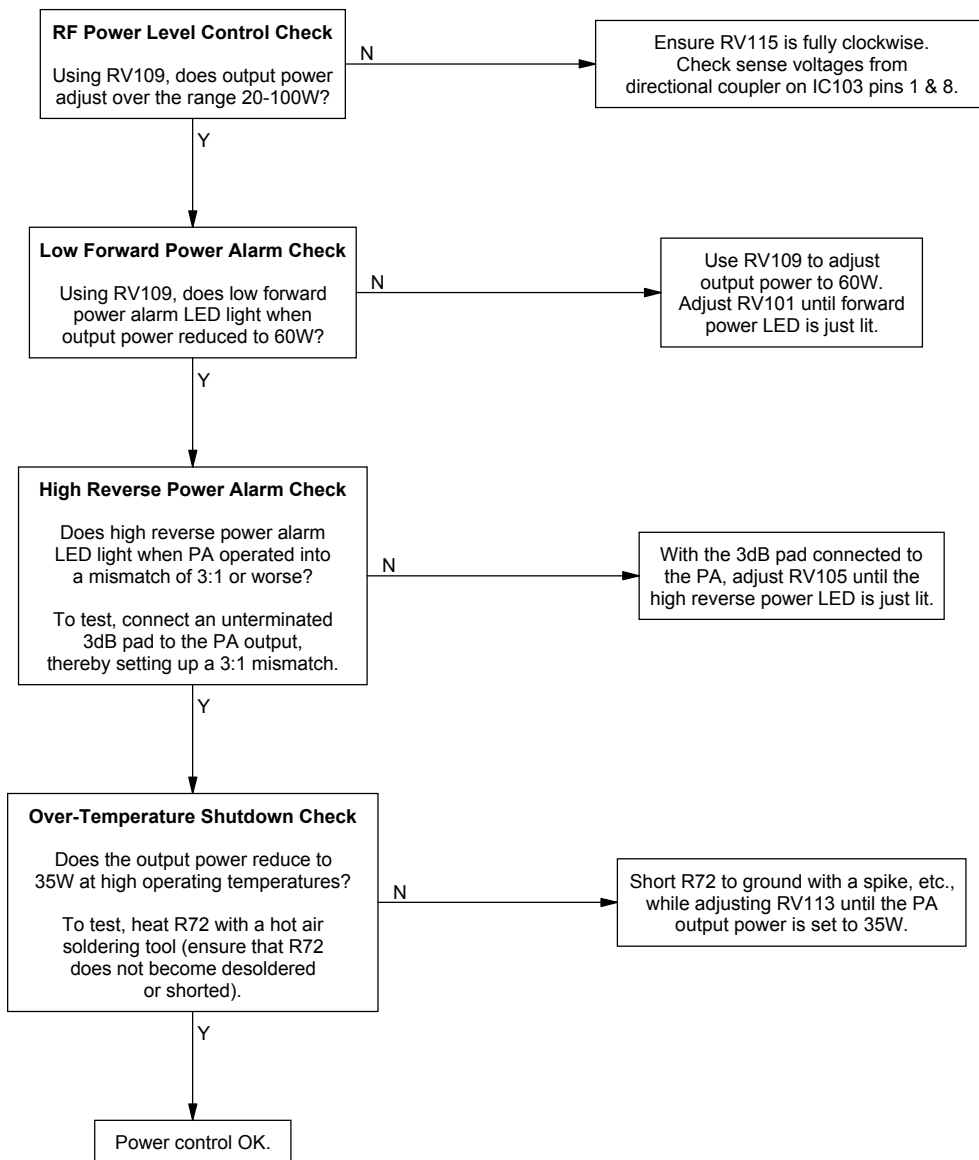 RF Power Level Control Check
Using RV109, does output power
adjust over the range 20-100W?
N
Ensure RV115 is fully clockwise.
Check sense voltages from
directional coupler on IC103 pins 1 & 8.
Y
Low Forward Power Alarm Check
Using RV109, does low forward
power alarm LED light when
output power reduced to 60W?
N
Use RV109 to adjust
output power to 60W.
Adjust RV101 until forward
power LED is just lit.
Y
High Reverse Power Alarm Check
Does high reverse power alarm
LED light when PA operated into
a mismatch of 3:1 or worse?
To test, connect an unterminated
3dB pad to the PA output,
thereby setting up a 3:1 mismatch.
N
With the 3dB pad connected to
the PA, adjust RV105 until the
high reverse power LED is just lit.
Y
Over-Temperature Shutdown Check
Does the output power reduce to
35W at high operating temperatures?
To test, heat R72 with a hot air
soldering tool (ensure that R72
does not become desoldered
or shorted).
N
Short R72 to ground with a spike, etc.,
while adjusting RV113 until the PA
output power is set to 35W.
Y
Power control OK.